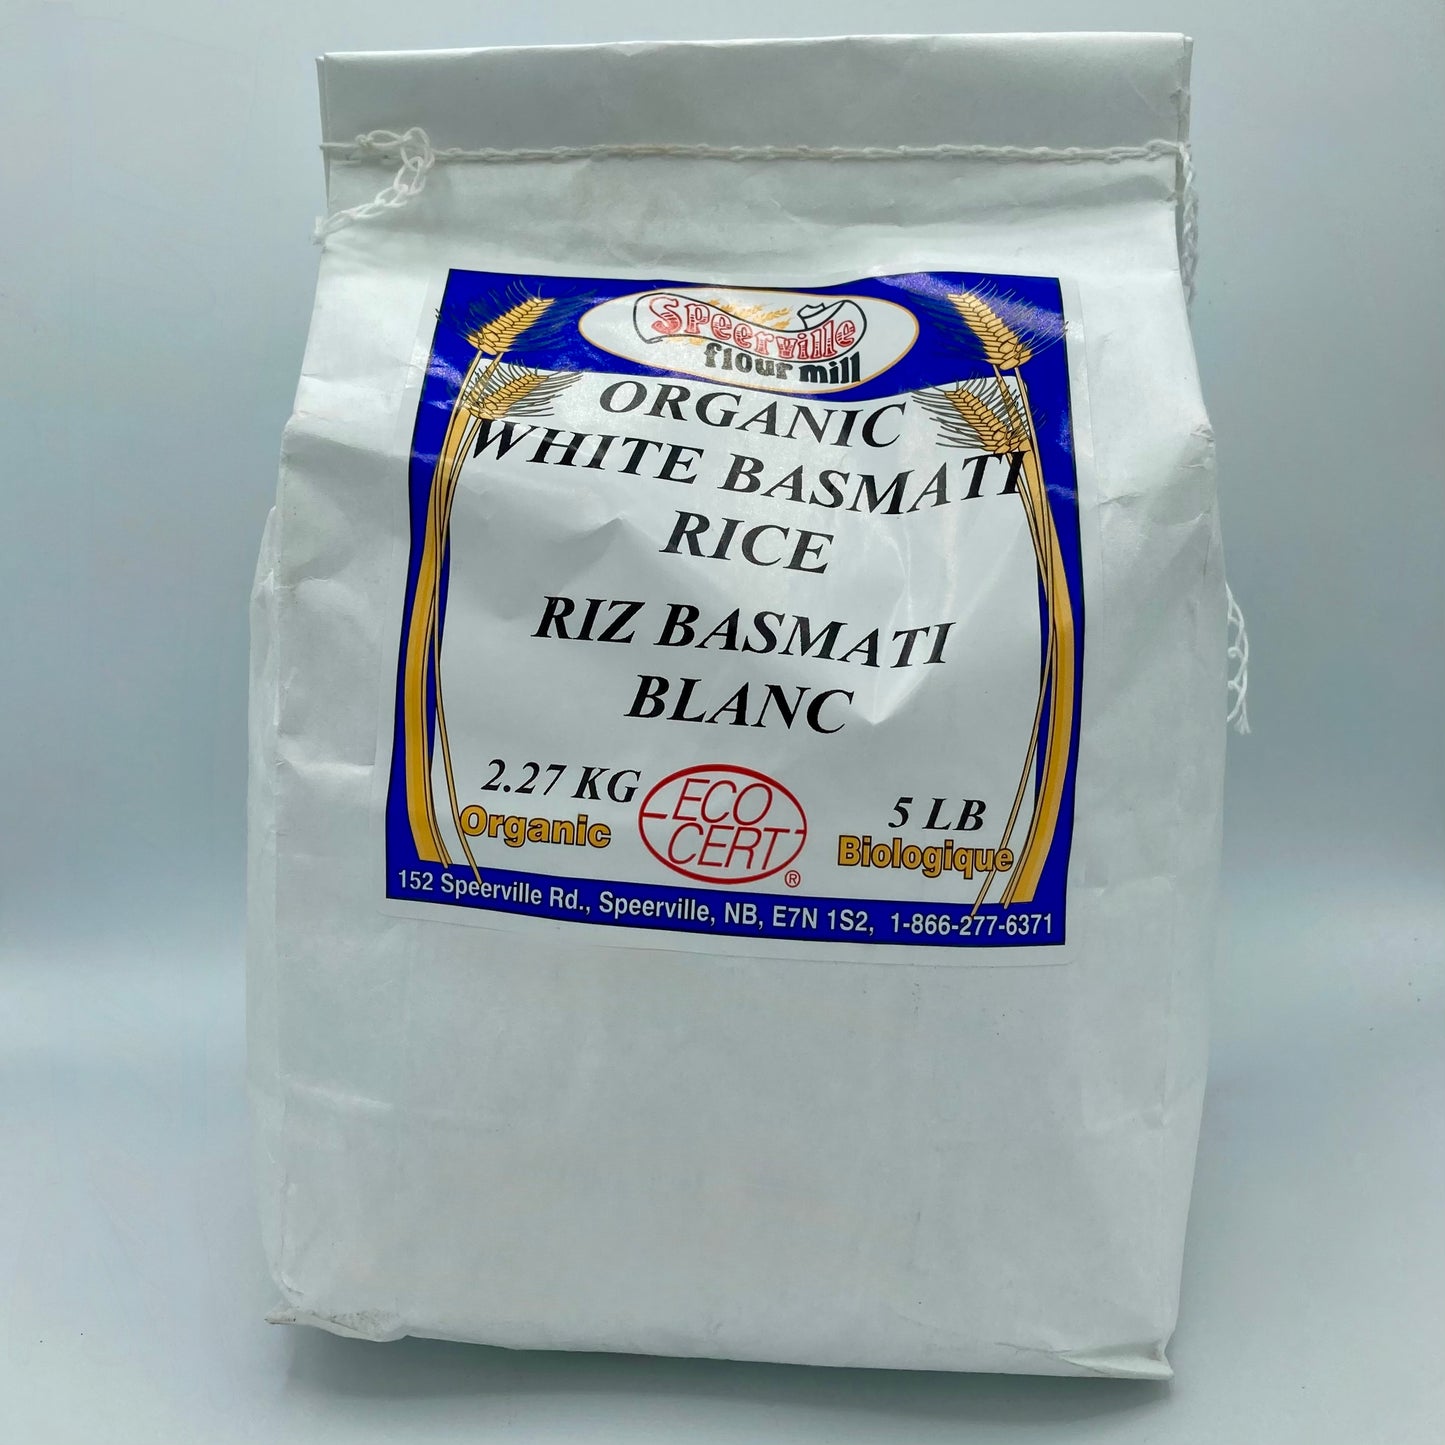 Speerville
flour mill
ORGANIC
WHITE BASMATI
RICE
RIZ BASMATI
BLANC
2.27 KG
5 LB
Organic
ECO
CERT
®
Biologique
152 Speerville Rd., Speerville, NB, E7N 1S2, 1-866-277-6371